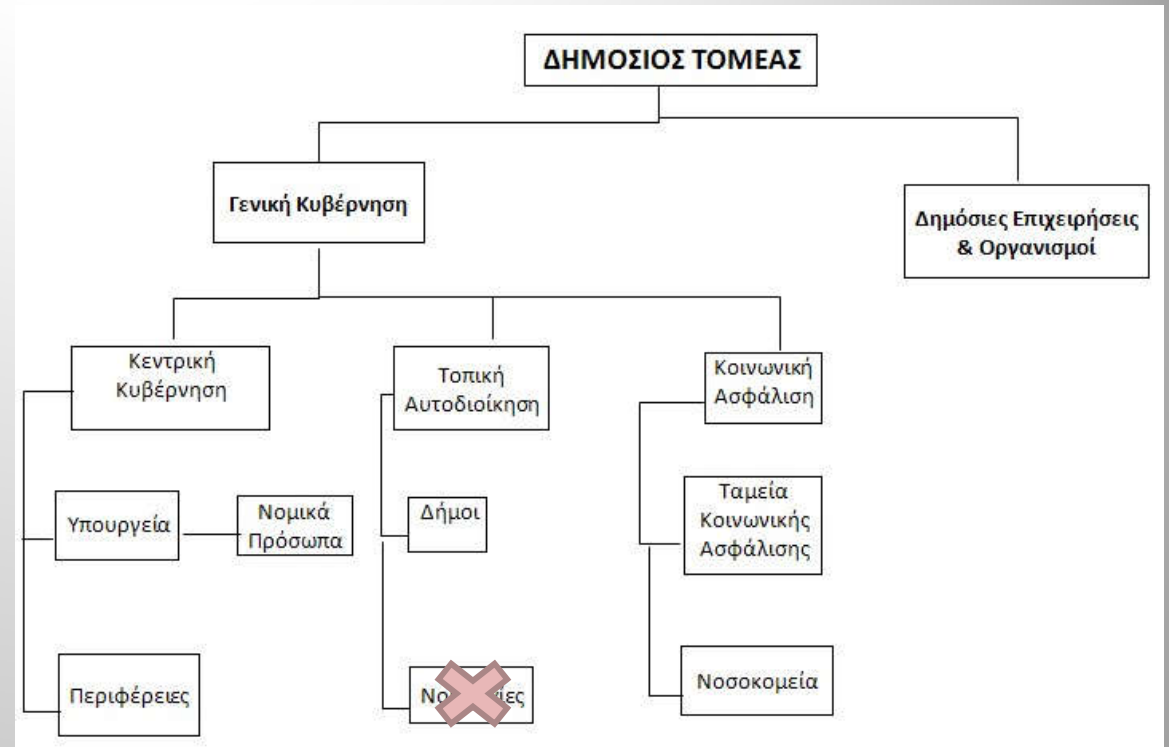 ΔΗΜΟΣΙΟΣ ΤΟΜΕΑΣ
Γενική Κυβέρνηση
Δημόσιες Επιχειρήσεις
& Οργανισμοί
Κεντρική
Κυβέρνηση
Τοπική
Αυτοδιοίκηση
Κοινωνική
Ασφάλιση
Υπουργεία
Νομικά
Πρόσωπα
Δήμοι
Ταμεία
Κοινωνικής
Ασφάλισης
Περιφέρειες
Νοσοκομεία